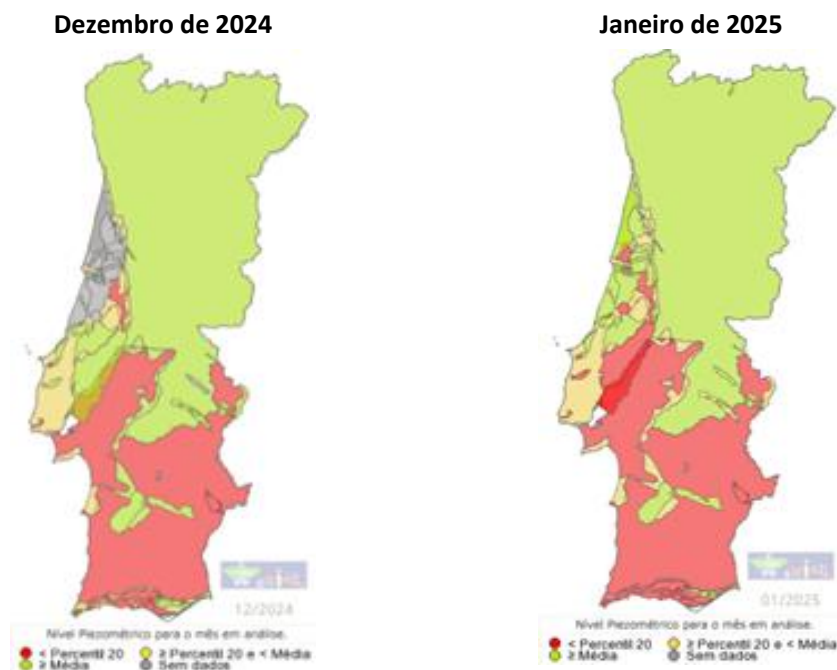 Dezembro de 2024
Janeiro de 2025
12/2024
01/2025
Nível Piezométrico para o mês em análise.
< Percentil 20 ≥ Percentil 20 e < Média
≥ Média Sem dados
Nível Piezométrico para o mês em análise.
< Percentil 20 ≥ Percentil 20 e < Média
≥ Média Sem dados